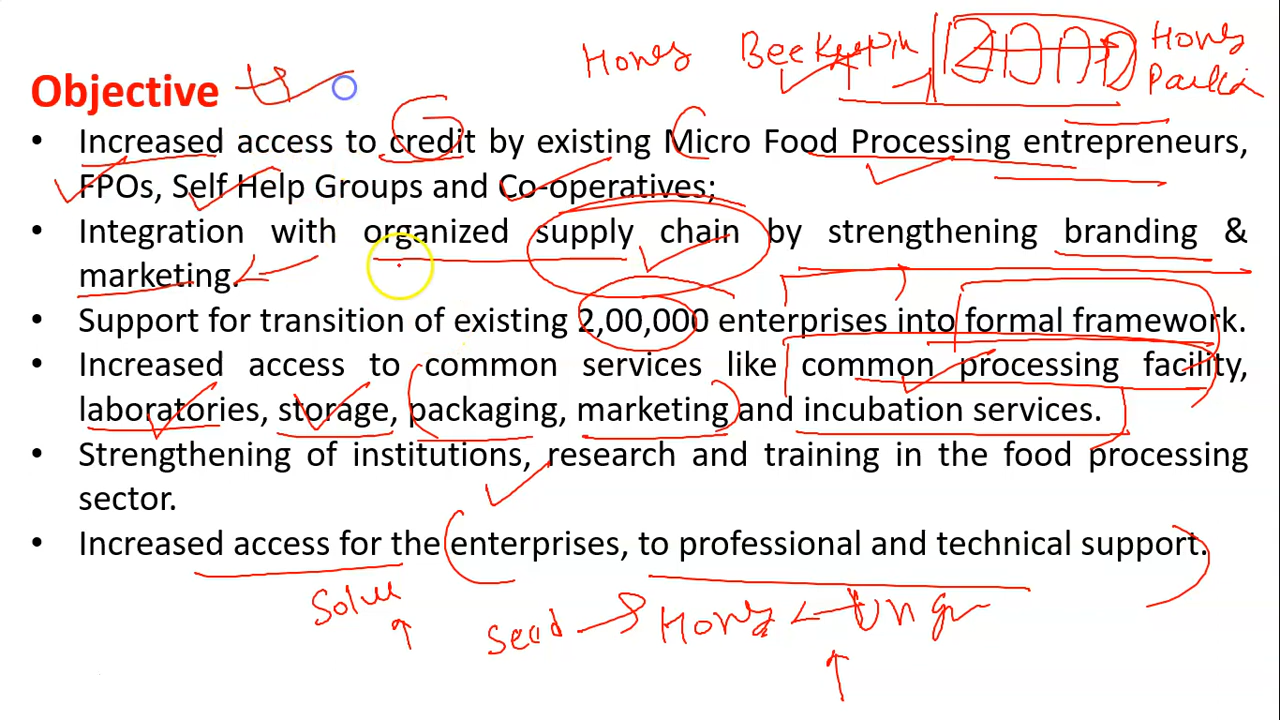 Honey Beekeepin Honey
Objective
• Increased access to credit by existing Micro Food Processing entrepreneurs,
FPOs, Self Help Groups and Co-operatives;
• Integration with organized supply chain by strengthening branding &
marketing.
• Support for transition of existing 2,00,000 enterprises into formal framework.
• Increased access to common services like common processing facility,
laboratories, storage, packaging, marketing and incubation services.
• Strengthening of institutions, research and training in the food processing
sector.
• Increased access for the enterprises, to professional and technical support.
Seed Honey